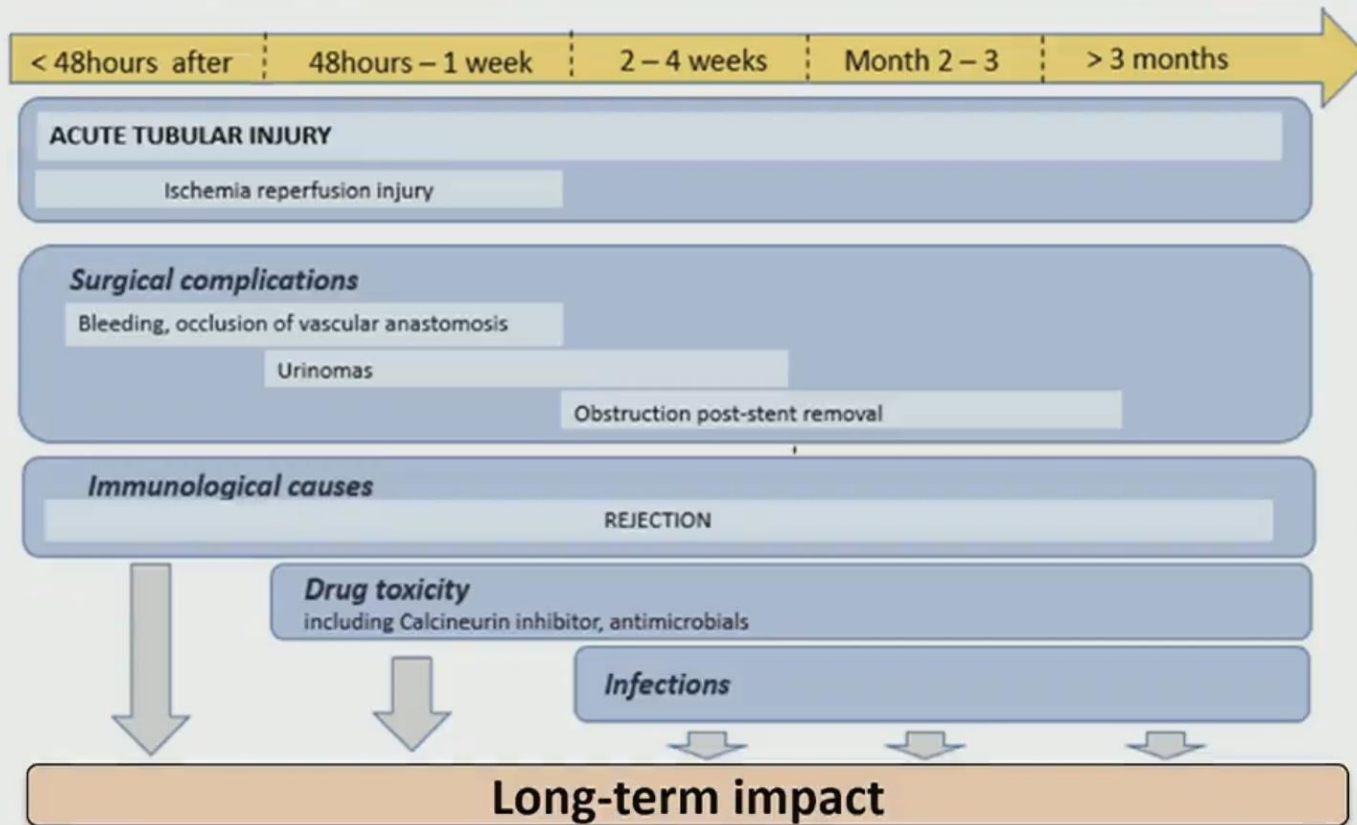 < 48hours after
48hours – 1 week
2 – 4 weeks
Month 2 – 3
> 3 months
ACUTE TUBULAR INJURY
Ischemia reperfusion injury
Surgical complications
Bleeding, occlusion of vascular anastomosis
Urinomas
Obstruction post-stent removal
Immunological causes
REJECTION
Drug toxicity
including Calcineurin inhibitor, antimicrobials
Infections
Long-term impact